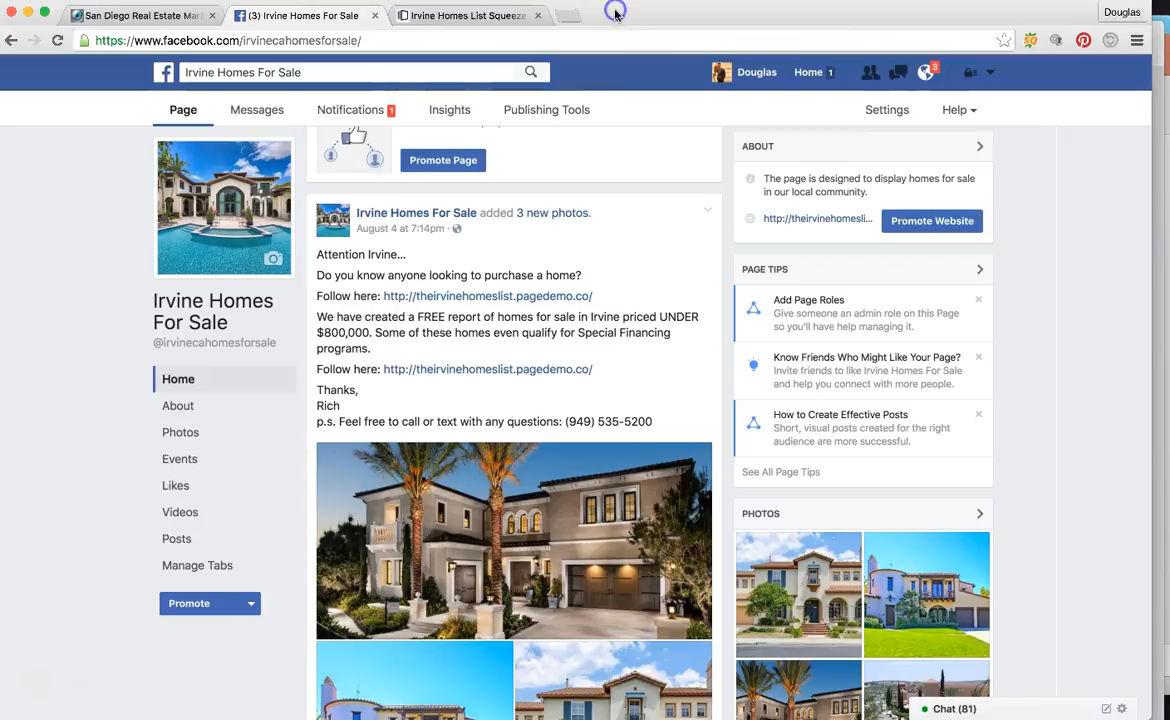 San Diego Real Estate Mar
(3) Irvine Homes For Sale
Irvine Homes List Squeeze
Douglas
https://www.facebook.com/irvinecahomesforsale/
Irvine Homes For Sale
Douglas
Home 1
3
Page
Messages
Notifications 1
Insights
Publishing Tools
Settings
Help
Promote Page
Irvine Homes
For Sale
@irvinecahomesforsale
Home
About
Photos
Events
Likes
Videos
Posts
Manage Tabs
Promote
Irvine Homes For Sale added 3 new photos.
August 4 at 7:14pm ·
Attention Irvine...
Do you know anyone looking to purchase a home?
Follow here: http://theirvinehomeslist.pagedemo.co/
We have created a FREE report of homes for sale in Irvine priced UNDER
$800,000. Some of these homes even qualify for Special Financing
programs.
Follow here: http://theirvinehomeslist.pagedemo.co/
Thanks,
Rich
p.s. Feel free to call or text with any questions: (949) 535-5200
ABOUT
The page is designed to display homes for sale
in our local community.
http://theirvinehomesli...
Promote Website
PAGE TIPS
Add Page Roles
Give someone an admin role on this Page
so you'll have help managing it.
Know Friends Who Might Like Your Page?
Invite friends to like Irvine Homes For Sale
and help you connect with more people.
How to Create Effective Posts
Short, visual posts created for the right
audience are more successful.
See All Page Tips
PHOTOS
Chat (81)